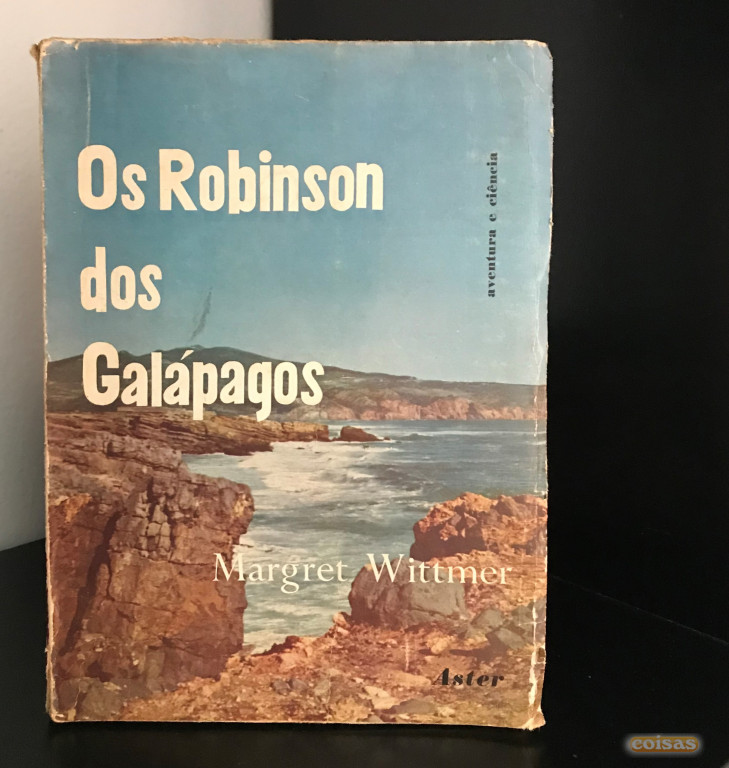 Os Robinson
dos
Galápagos
aventura e ciência
Margret Wittmer
Aster
coisas